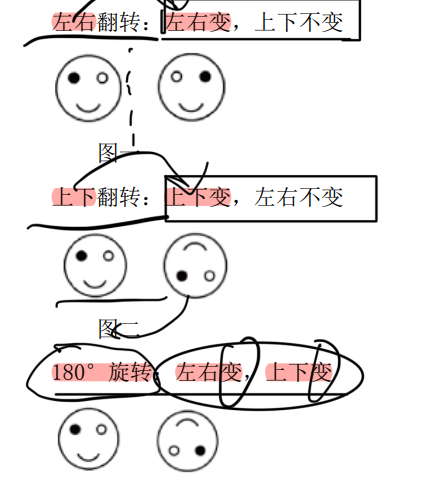 左右翻转：左右变，上下不变
图一
上下翻转：上下变，左右不变
图二
180°旋转：左右变，上下变